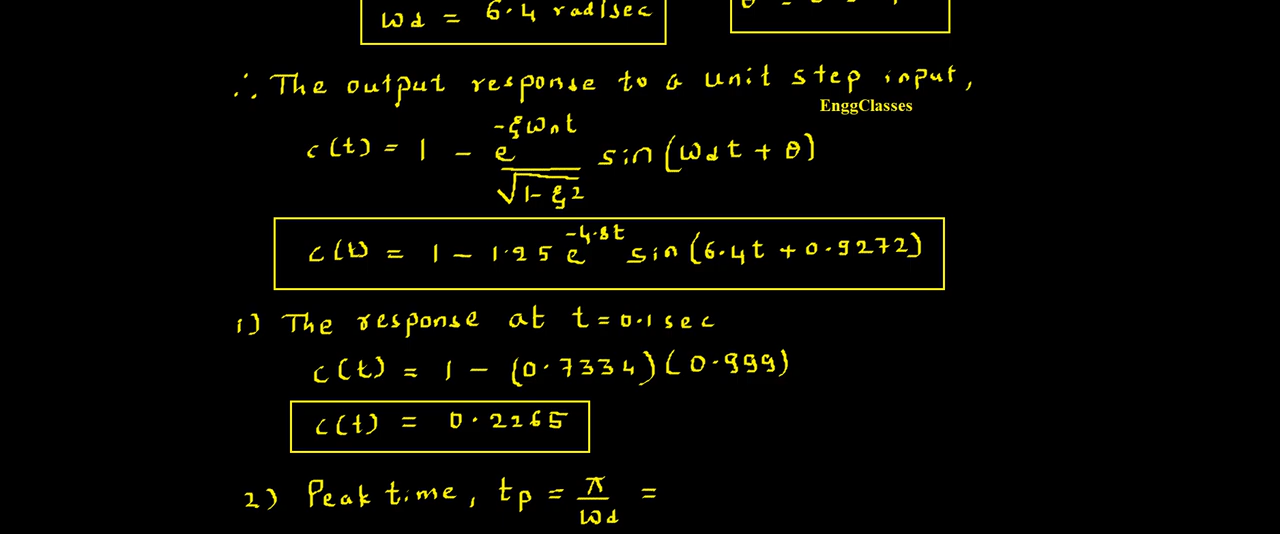 ωd = 6.4 rad/sec
∴ The output response to a unit step input,
EnggClasses
c(t) = 1 - e^{-ξωnt} / √(1-ξ²) sin(ωdt + θ)
c(t) = 1 - 1.25 e^{-4.8t} sin(6.4t + 0.9272)
1) The response at t=0.1sec
c(t) = 1 - (0.7334)(0.999)
c(t) = 0.2265
2) Peak time, tp = π/ωd =